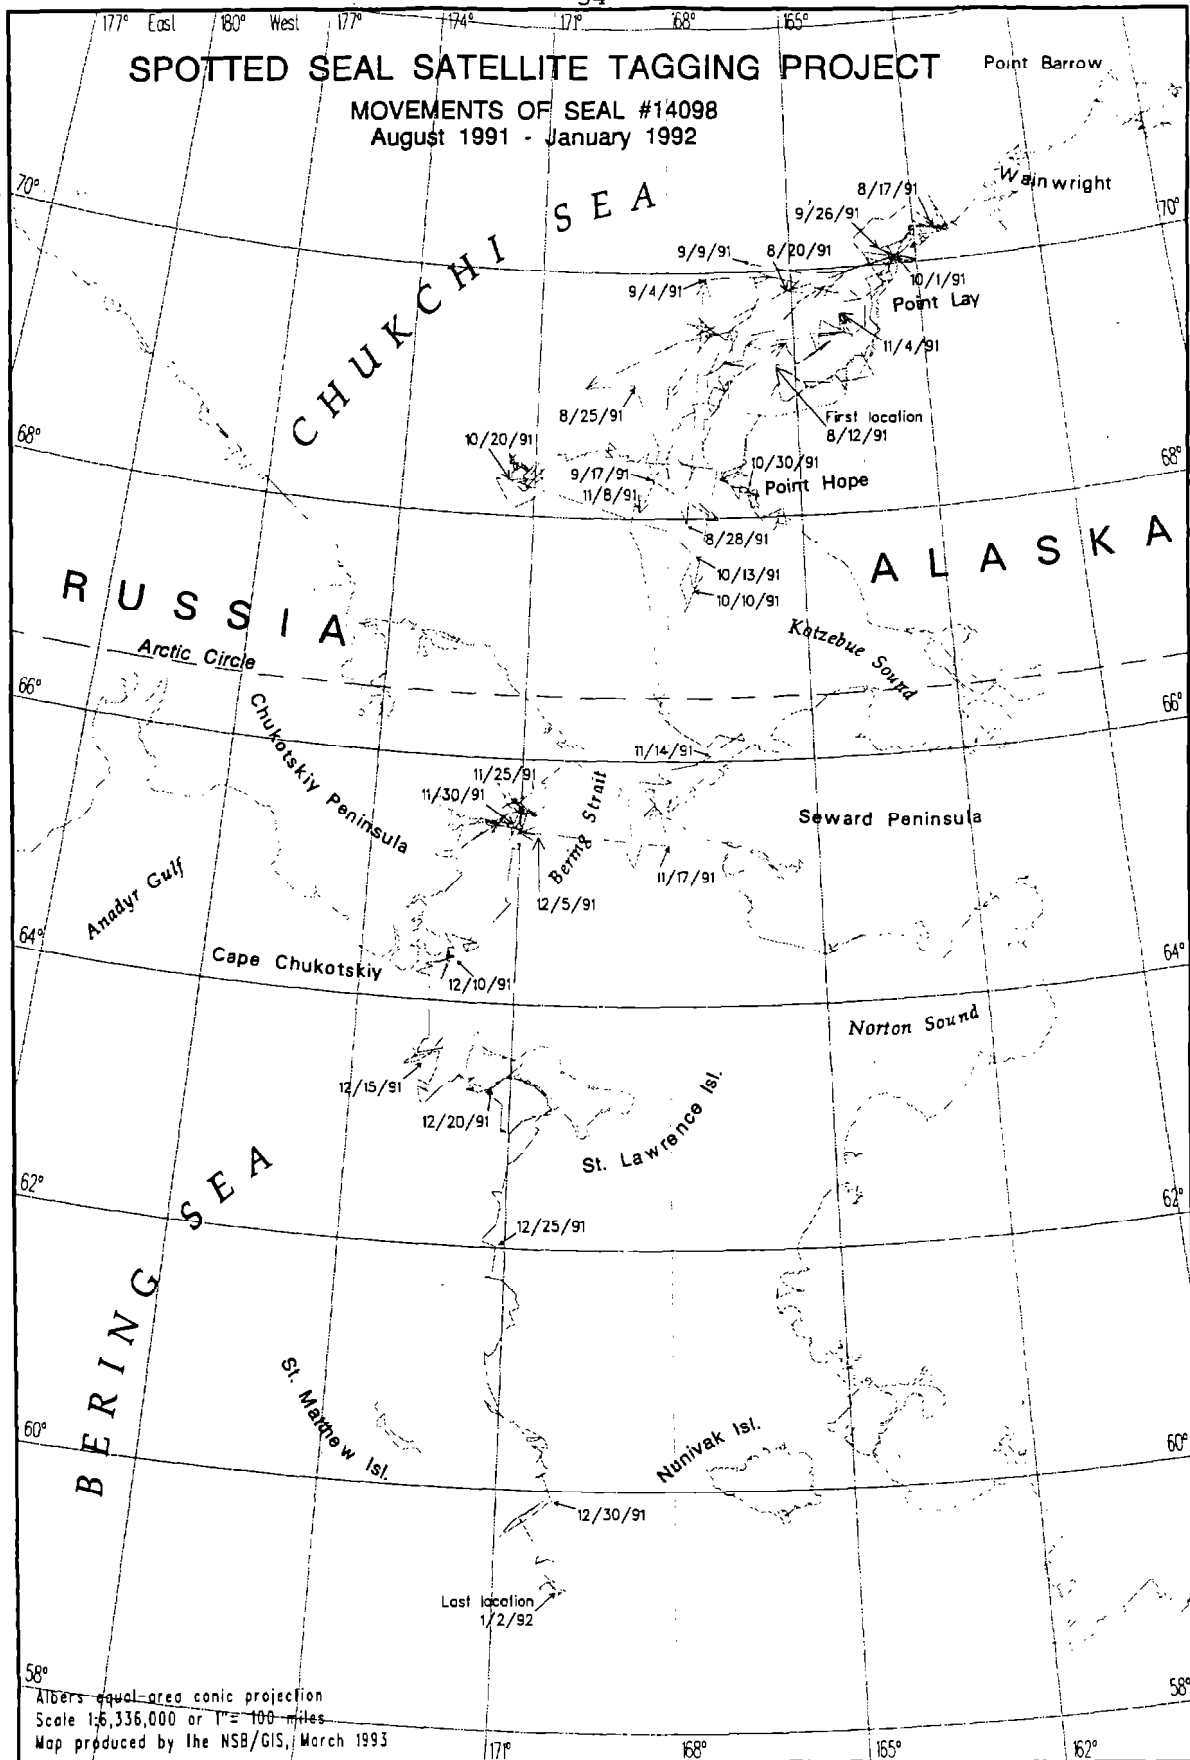 54
177° East 180° West 177° 174° 171° 168° 165°
SPOTTED SEAL SATELLITE TAGGING PROJECT
Point Barrow
MOVEMENTS OF SEAL #14098
August 1991 - January 1992
CHUKCHI SEA
Wainwright
8/17/91
70°
70°
9/26/91
9/9/91
8/20/91
9/4/91
10/1/91
Point Lay
11/4/91
8/25/91
First location
8/12/91
68°
10/20/91
68°
9/17/91
10/30/91
11/8/91
Point Hope
8/28/91
ALASKA
10/13/91
10/10/91
RUSSIA
Kotzebue Sound
Arctic Circle
66°
66°
Chukotskiy Peninsula
11/14/91
11/25/91
11/30/91
Bering Strait
Seward Peninsula
11/17/91
12/5/91
Anadyr Gulf
64°
64°
Cape Chukotskiy
12/10/91
Norton Sound
12/15/91
12/20/91
St. Lawrence Isl.
62°
62°
BERING SEA
12/25/91
St. Matthew Isl.
60°
60°
Nunivak Isl.
12/30/91
Last location
1/2/92
58°
58°
Albers equal-area conic projection
Scale 1:6,336,000 or 1"= 100 miles
Map produced by the NSB/GIS, March 1993
171° 168° 165° 162°